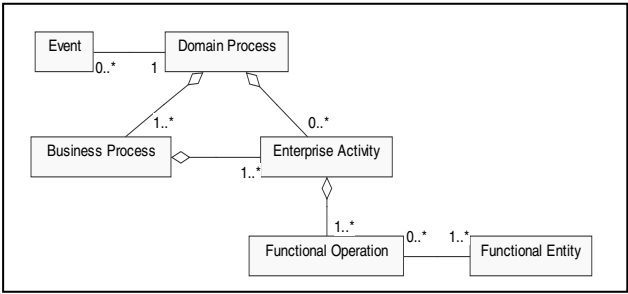 Event
Domain Process
0..*
1
1..*
0..*
Business Process
Enterprise Activity
1..*
1..*
0..*
1..*
Functional Operation
Functional Entity